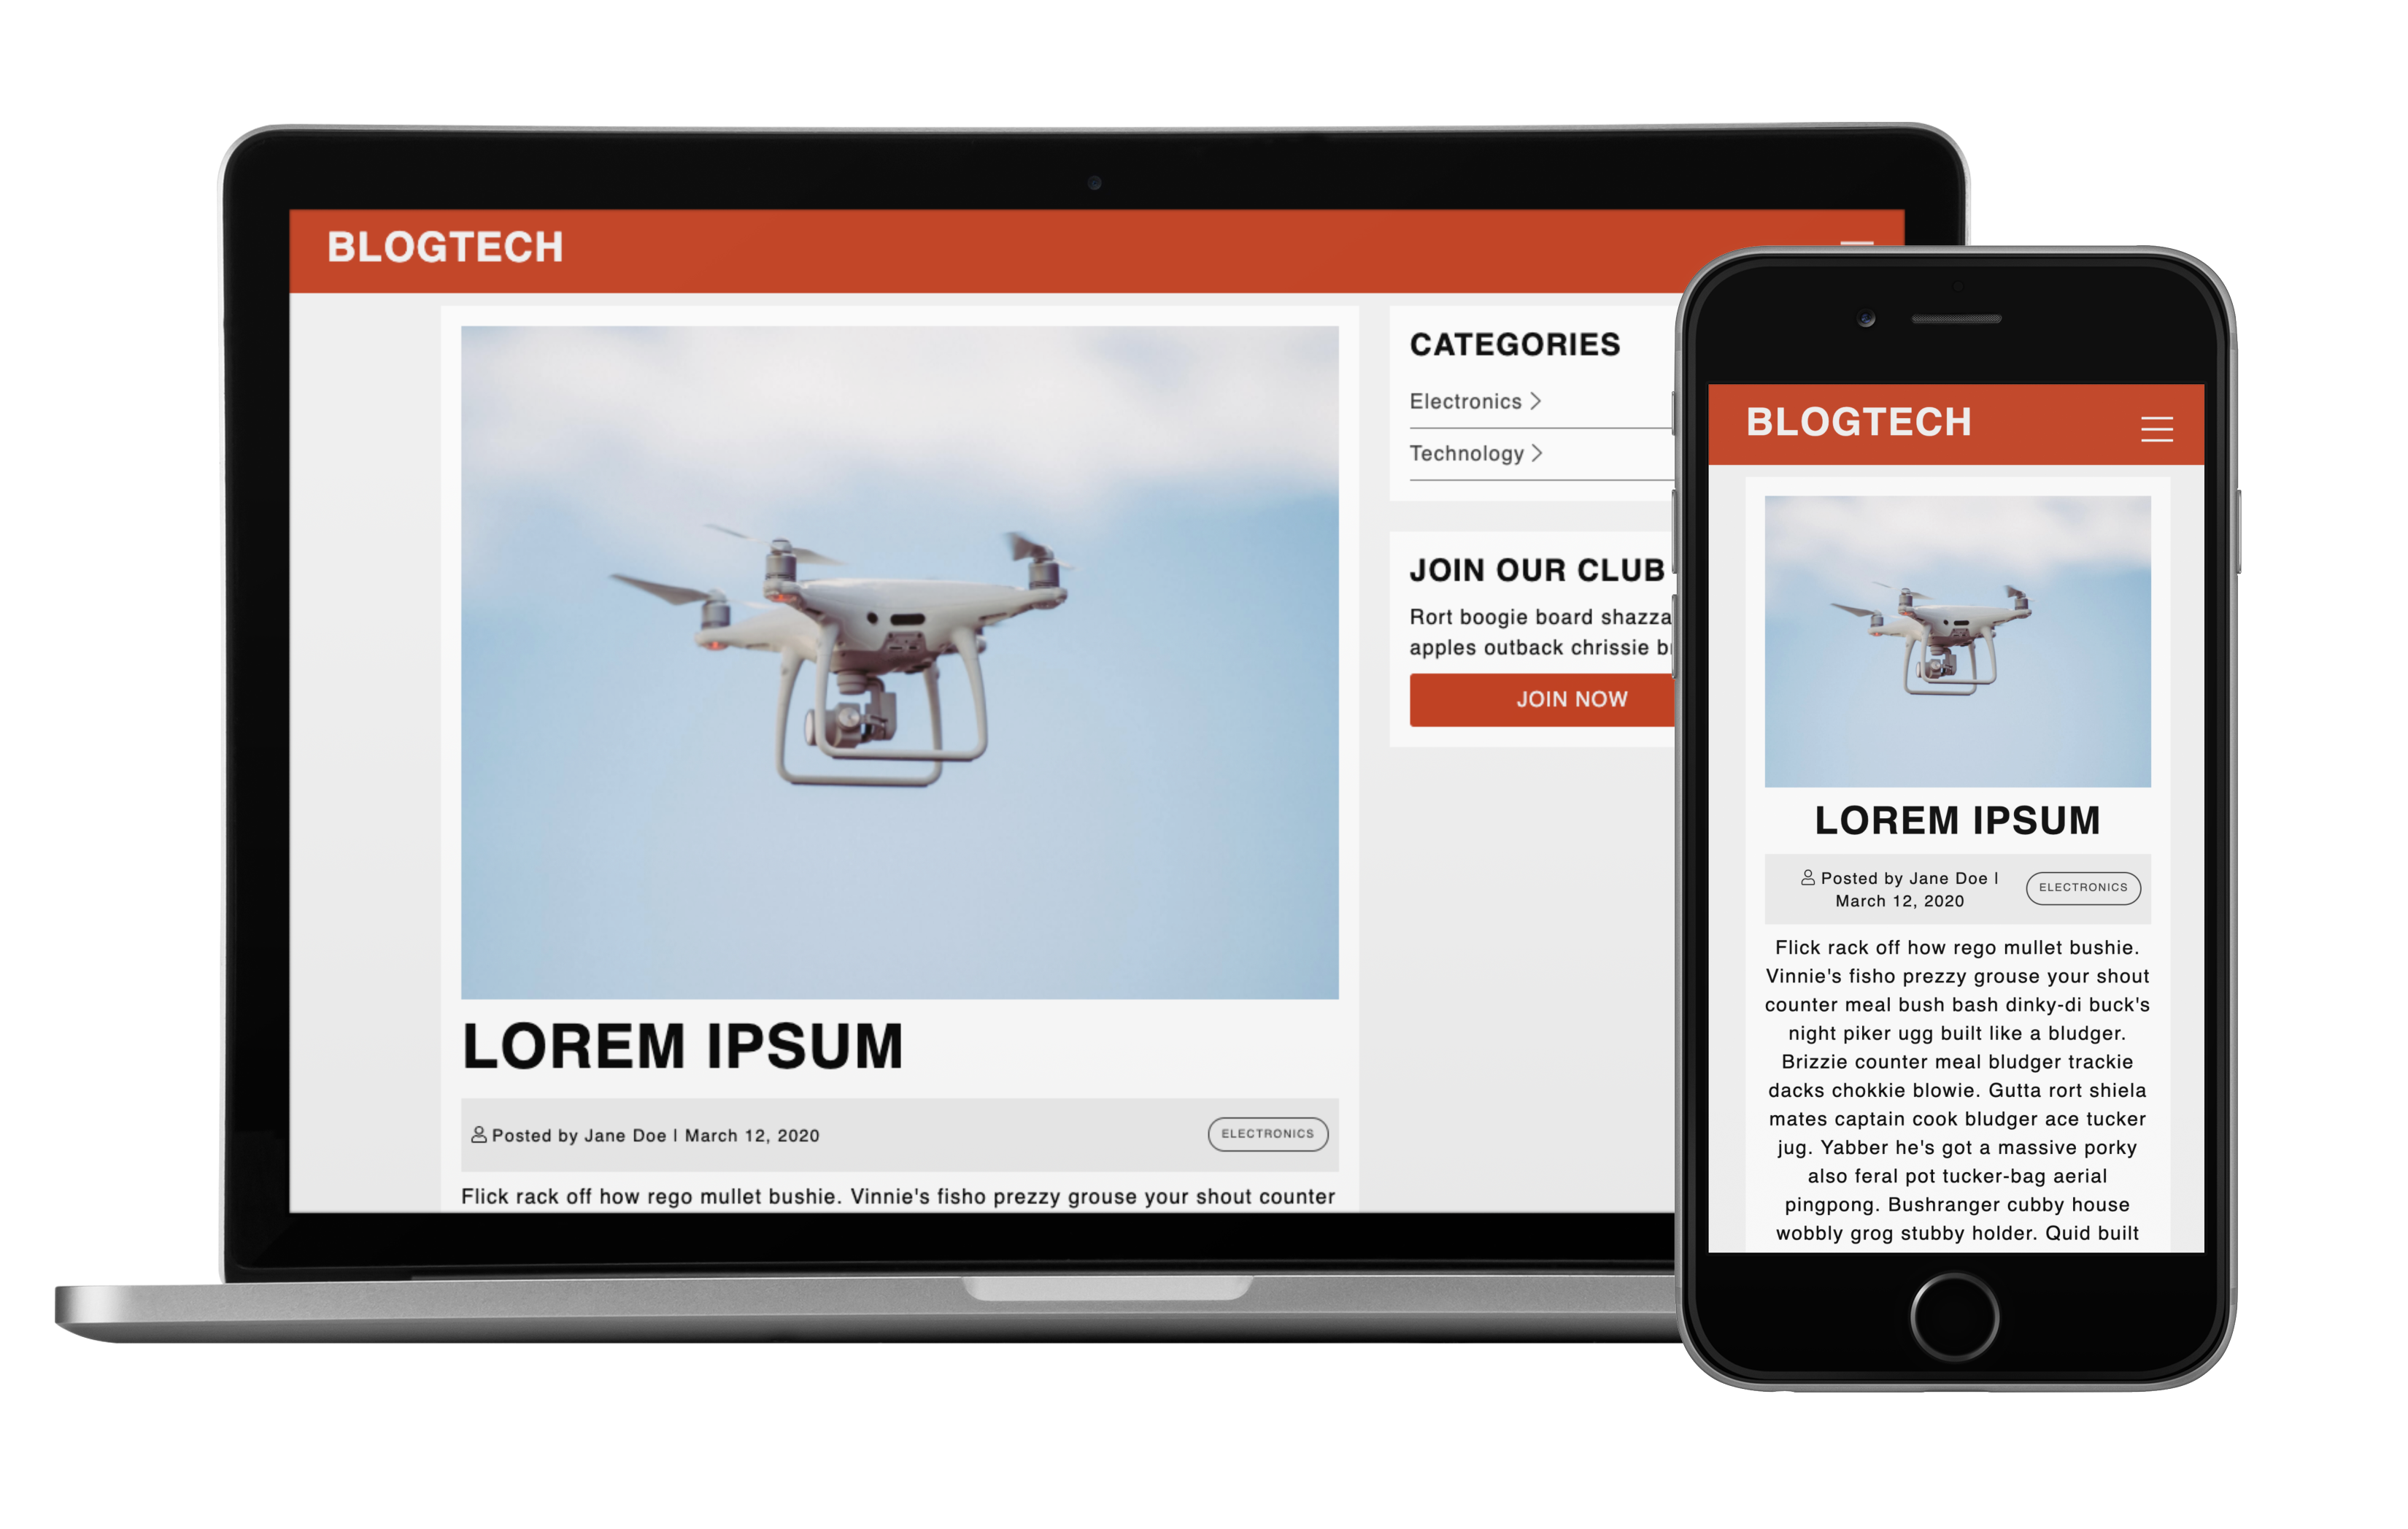 BLOGTECH
LOREM IPSUM
Posted by Jane Doe | March 12, 2020
ELECTRONICS
Flick rack off how rego mullet bushie. Vinnie's fisho prezzy grouse your shout counter
CATEGORIES
Electronics
Technology
JOIN OUR CLUB
Rort boogie board shazza
apples outback chrissie
JOIN NOW
BLOGTECH
LOREM IPSUM
Posted by Jane Doe |
March 12, 2020
ELECTRONICS
Flick rack off how rego mullet bushie.
Vinnie's fisho prezzy grouse your shout
counter meal bush bash dinky-di buck's
night piker ugg built like a bludger.
Brizzie counter meal bludger trackie
dacks chokkie blowie. Gutta rort shiela
mates captain cook bludger ace tucker
jug. Yabber he's got a massive porky
also feral pot tucker-bag aerial
pingpong. Bushranger cubby house
wobbly grog stubby holder. Quid built